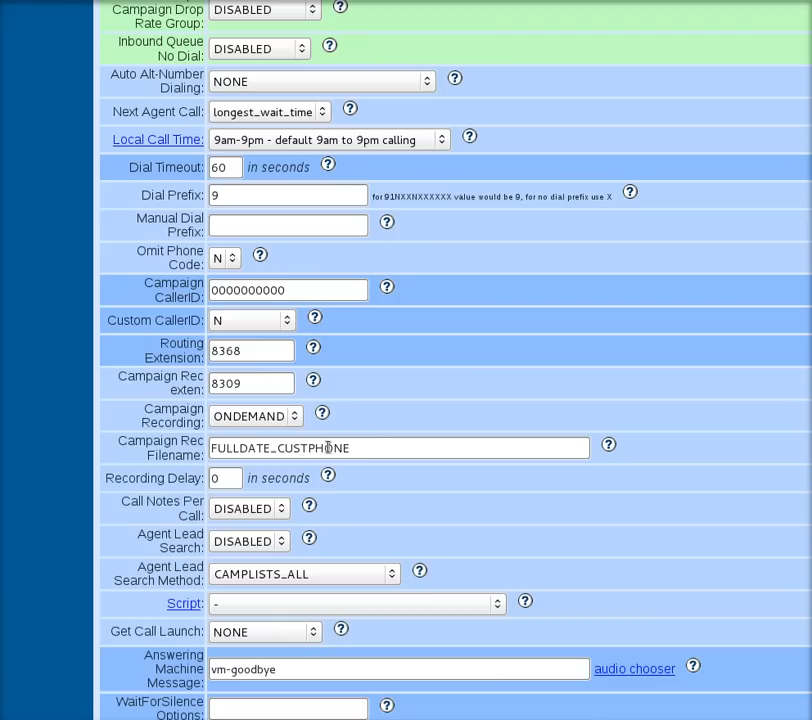 Campaign Drop Rate Group: DISABLED ?
Inbound Queue No Dial: DISABLED ?
Auto Alt-Number Dialing: NONE ?
Next Agent Call: longest_wait_time ?
Local Call Time: 9am-9pm - default 9am to 9pm calling ?
Dial Timeout: 60 in seconds ?
Dial Prefix: 9 for 91NXXNXXXXXX value would be 9, for no dial prefix use X ?
Manual Dial Prefix: ?
Omit Phone Code: N ?
Campaign CallerID: 0000000000 ?
Custom CallerID: N ?
Routing Extension: 8368 ?
Campaign Rec exten: 8309 ?
Campaign Recording: ONDEMAND ?
Campaign Rec Filename: FULLDATE_CUSTPHONE ?
Recording Delay: 0 in seconds ?
Call Notes Per Call: DISABLED ?
Agent Lead Search: DISABLED ?
Agent Lead Search Method: CAMPLISTS_ALL ?
Script: - ?
Get Call Launch: NONE ?
Answering Machine Message: vm-goodbye audio chooser ?
WaitForSilence Options: ?